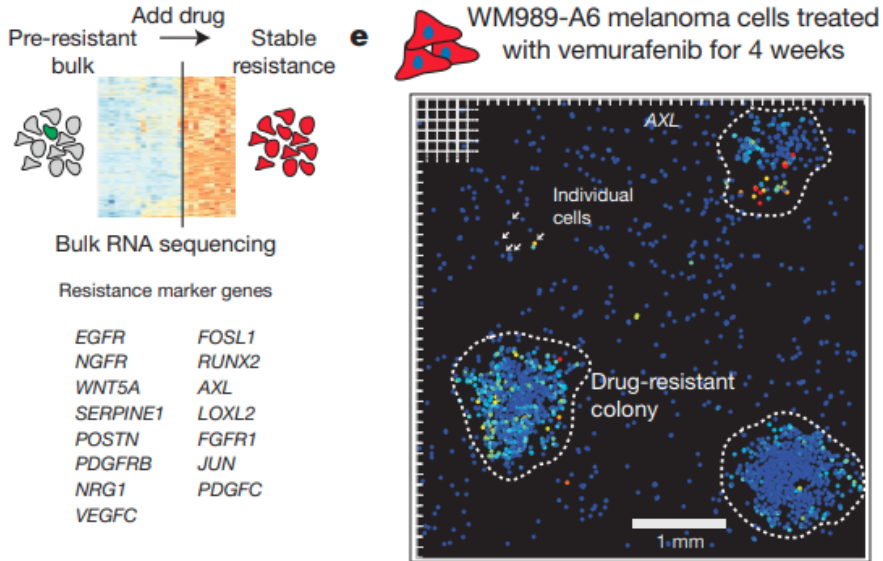 Add drug
Pre-resistant
bulk
Stable
resistance
Bulk RNA sequencing
Resistance marker genes
EGFR
NGFR
WNT5A
SERPINE1
POSTN
PDGFRB
NRG1
VEGFC
FOSL1
RUNX2
AXL
LOXL2
FGFR1
JUN
PDGFC
e
WM989-A6 melanoma cells treated
with vemurafenib for 4 weeks
AXL
Individual
cells
Drug-resistant
colony
1 mm